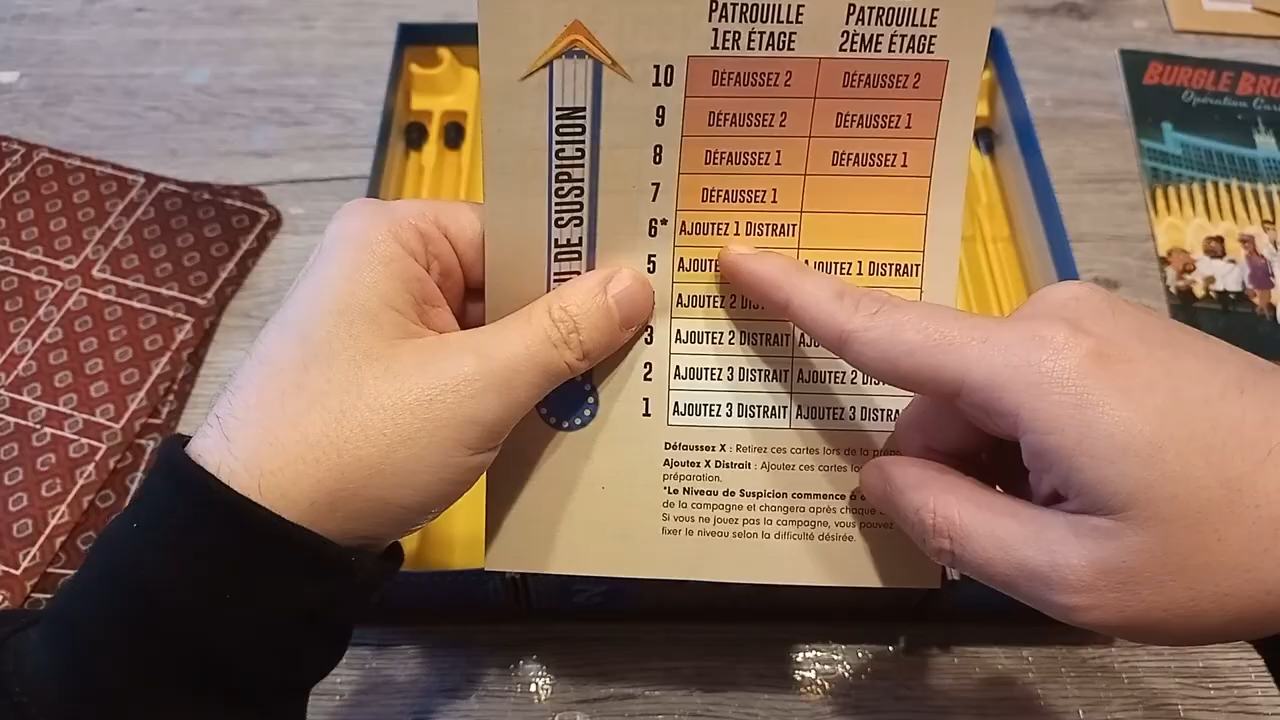 PATROUILLE PATROUILLE
1ER ÉTAGE 2ÈME ÉTAGE
10 DÉFAUSSEZ 2 DÉFAUSSEZ 2
9 DÉFAUSSEZ 2 DÉFAUSSEZ 1
8 DÉFAUSSEZ 1 DÉFAUSSEZ 1
7 DÉFAUSSEZ 1
6* AJOUTEZ 1 DISTRAIT
5 AJOUTEZ 1 DISTRAIT
AJOUTEZ 2
3 AJOUTEZ 2 DISTRAIT
2 AJOUTEZ 3 DISTRAIT AJOUTEZ 2
1 AJOUTEZ 3 DISTRAIT AJOUTEZ 3
DE SUSPICION
Défaussez X : Retirez ces cartes lors de la
Ajoutez X Distrait : Ajoutez ces cartes
préparation.
*Le Niveau de Suspicion commence à
de la campagne et changera après chaque
Si vous ne jouez pas la campagne, vous pouvez
fixer le niveau selon la difficulté désirée.
BURGLE
Opération